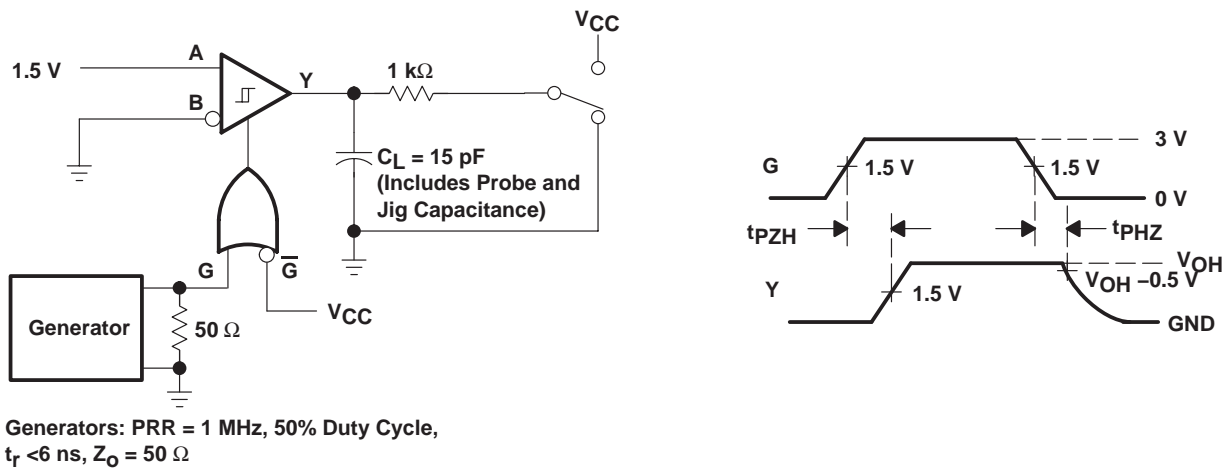 VCC
1.5 V
A
B
Y
1 kΩ
CL = 15 pF
(Includes Probe and
Jig Capacitance)
G
G̅
VCC
Generator
50 Ω
Generators: PRR = 1 MHz, 50% Duty Cycle,
tr <6 ns, ZO = 50 Ω
3 V
G
1.5 V
1.5 V
0 V
tPZH
tPHZ
VOH
VOH –0.5 V
Y
1.5 V
GND